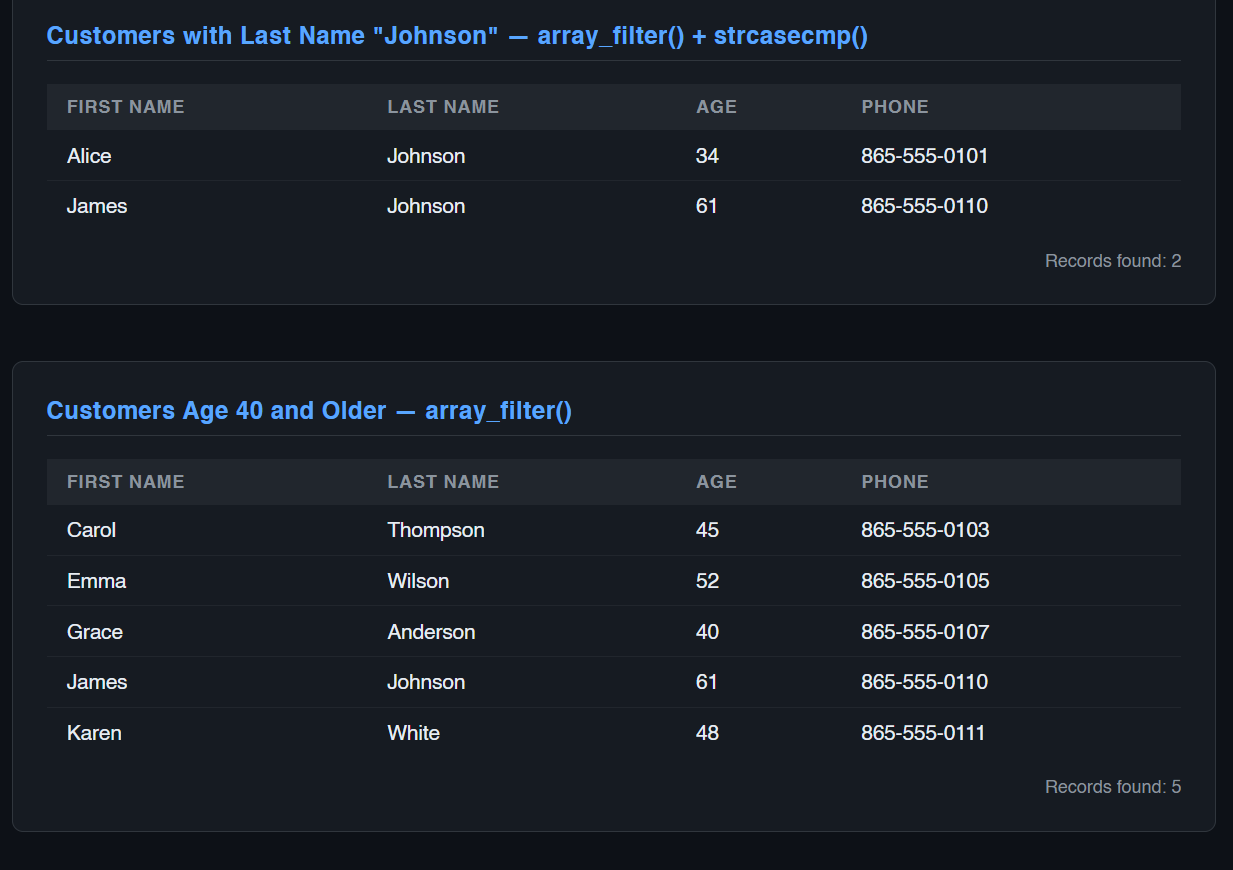 Customers with Last Name "Johnson" — array_filter() + strcasecmp()
FIRST NAME LAST NAME AGE PHONE
Alice Johnson 34 865-555-0101
James Johnson 61 865-555-0110
Records found: 2
Customers Age 40 and Older — array_filter()
FIRST NAME LAST NAME AGE PHONE
Carol Thompson 45 865-555-0103
Emma Wilson 52 865-555-0105
Grace Anderson 40 865-555-0107
James Johnson 61 865-555-0110
Karen White 48 865-555-0111
Records found: 5